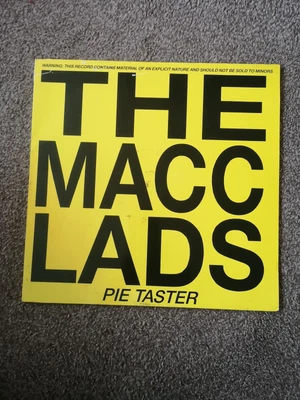 WARNING: THIS RECORD CONTAINS MATERIAL OF AN EXPLICIT NATURE AND SHOULD NOT BE SOLD TO MINORS
THE
MACC
LADS
PIE TASTER